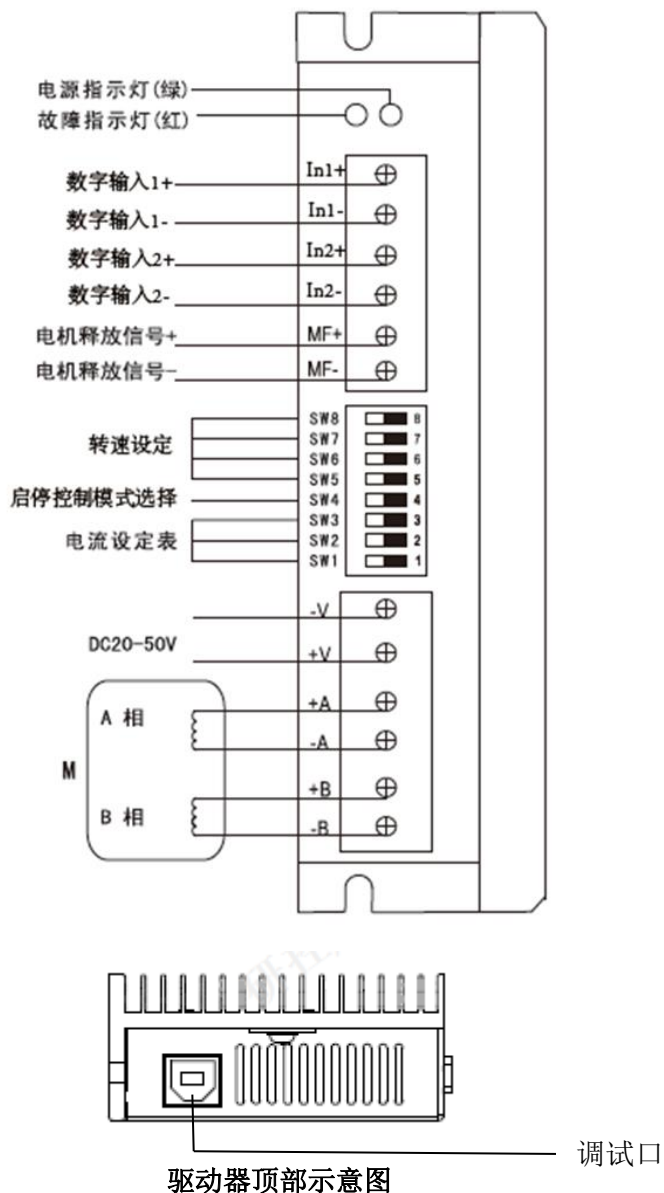 电源指示灯(绿)
故障指示灯(红)
数字输入1+ In1+
数字输入1- In1-
数字输入2+ In2+
数字输入2- In2-
电机释放信号+ MF+
电机释放信号- MF-
SW8 8
SW7 7
转速设定
SW6 6
SW5 5
启停控制模式选择 SW4 4
SW3 3
电流设定表 SW2 2
SW1 1
-V
DC20-50V
+V
A 相 +A
-A
M
+B
B 相
-B
调试口
驱动器顶部示意图